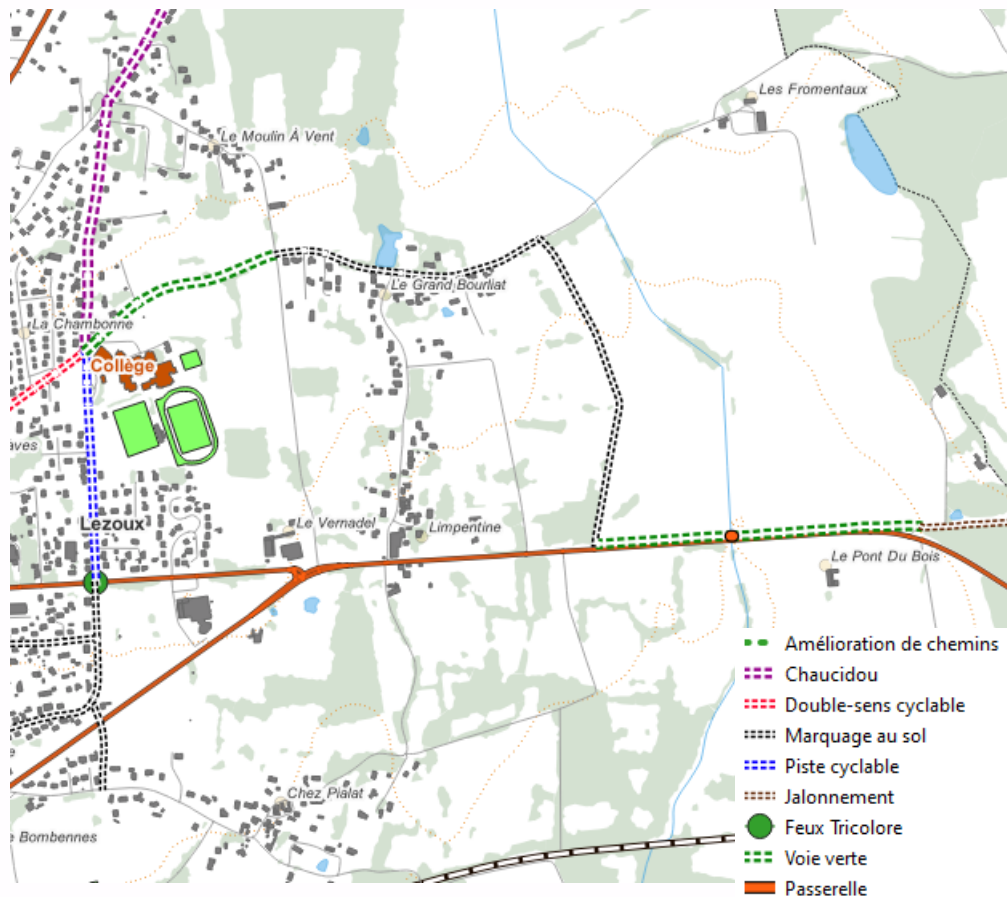 Les Fromentaux
Le Moulin À Vent
Le Grand Bourliat
La Chambonne
Collège
aves
Lezoux
Le Vernadel
Limpentine
Le Pont Du Bois
Chez Pialat
e Bombennes
e
Amélioration de chemins
Chaucidou
Double-sens cyclable
Marquage au sol
Piste cyclable
Jalonnement
Feux Tricolore
Voie verte
Passerelle